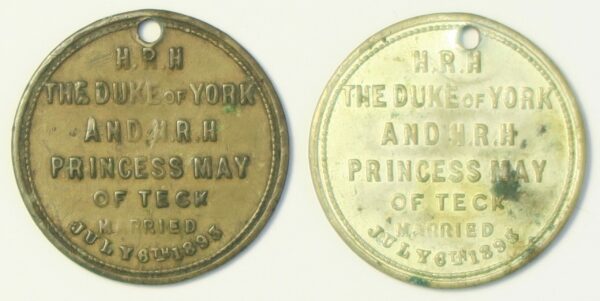 H.R.H
THE DUKE OF YORK
AND H.R.H
PRINCESS MAY
OF TECK
MARRIED
JULY 6TH 1893
H.R.H
THE DUKE OF YORK
AND H.R.H
PRINCESS MAY
OF TECK
MARRIED
JULY 6TH 1893